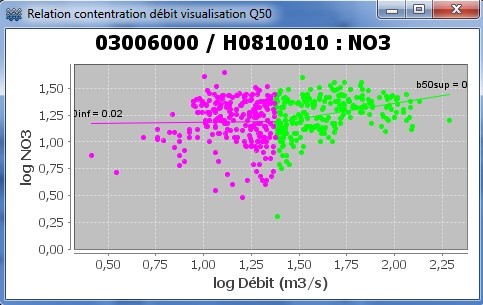 Relation contentration débit visualisation Q50
03006000 / H0810010 : NO3
1,50
1,25
1,00
0,75
0,50
0,25
0,00
log NO3
0inf = 0.02
b50sup = 0
0,50
0,75
1,00
1,25
1,50
1,75
2,00
2,25
log Débit (m3/s)